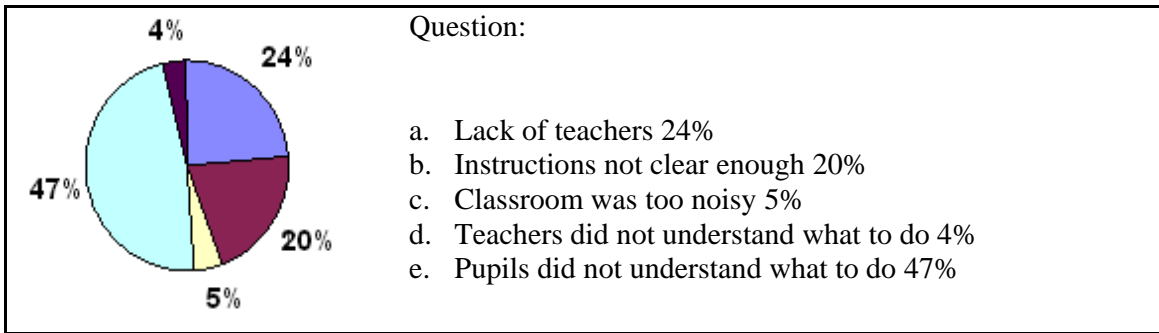 4%
24%
47%
20%
5%
Question:
a. Lack of teachers 24%
b. Instructions not clear enough 20%
c. Classroom was too noisy 5%
d. Teachers did not understand what to do 4%
e. Pupils did not understand what to do 47%